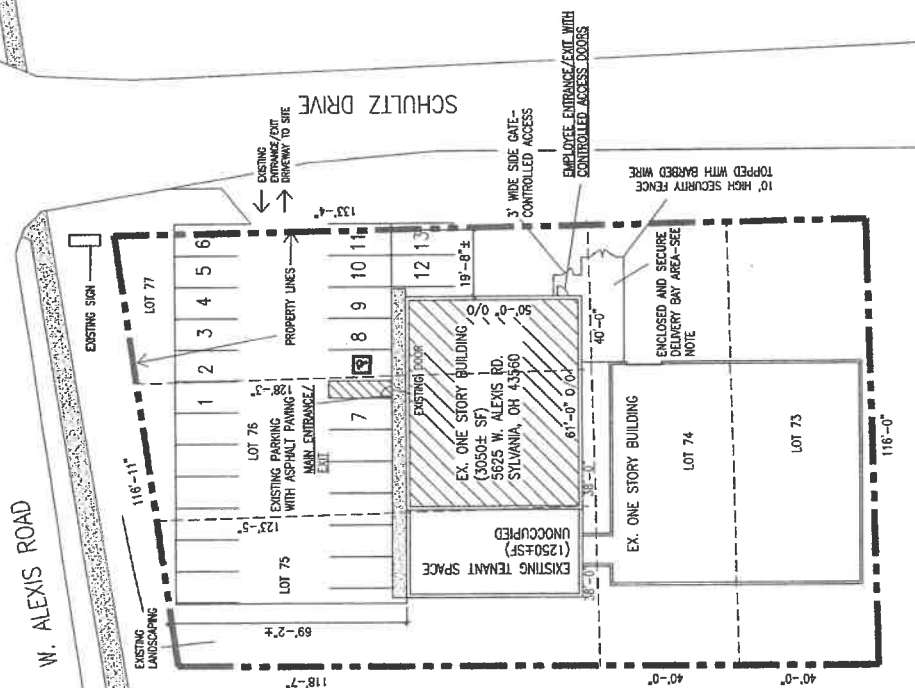 W. ALEXIS ROAD
SCHULTZ DRIVE
EXISTING SIGN
EXISTING
LANDSCAPING
116'-11"
LOT 77
1
2
3
4
5
6
PROPERTY LINES
EXISTING
ENTRANCE/EXIT
DRIVEWAY TO SITE
133'-4"
128'-3"
123'-5"
LOT 76
LOT 75
EXISTING PARKING
WITH ASPHALT PAVING
MAIN ENTRANCE/
EXIT
7
8
9
10
11
12
13
19'-8"±
69'-2"±
118'-7"
EXISTING DOOR
EX. ONE STORY BUILDING
(3050± SF)
5625 W. ALEXIS RD.
SYLVANIA, OH 43560
50'-0" O/O
61'-0" O/O
EXISTING TENANT SPACE
(1250±SF)
UNOCCUPIED
38'-0"
38'-0"
40'-0"
3' WIDE SIDE GATE-
CONTROLLED ACCESS
EMPLOYEE ENTRANCE/EXIT WITH
CONTROLLED ACCESS DOORS
10' HIGH SECURITY FENCE
TOPPED WITH BARBED WIRE
ENCLOSED AND SECURE
DELIVERY BAY AREA-SEE
NOTE
EX. ONE STORY BUILDING
LOT 74
LOT 73
40'-0"
40'-0"
116'-0"